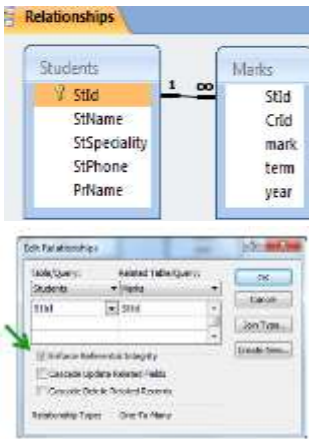 Relationships
Students
StId
StName
StSpeciality
StPhone
PrName
1 ∞
Marks
StId
CrId
mark
term
year
Edit Relationships
Table/Query: Related Table/Query:
Students Marks
StId StId
OK
Cancel
Join Type..
Create New..
Enforce Referential Integrity
Cascade Update Related Fields
Cascade Delete Related Records
Relationship Type: One-To-Many